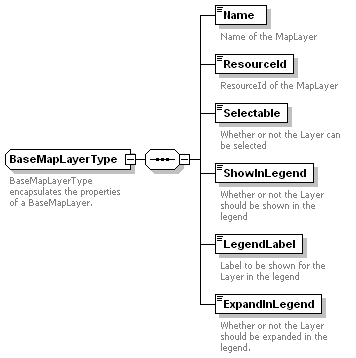 Name
Name of the MapLayer
ResourceId
ResourceId of the MapLayer
Selectable
Whether or not the Layer can
be selected
BaseMapLayerType
BaseMapLayerType
encapsulates the properties
of a BaseMapLayer.
ShowInLegend
Whether or not the Layer
should be shown in the
legend
LegendLabel
Label to be shown for the
Layer in the legend
ExpandInLegend
Whether or not the Layer
should be expanded in the
legend.